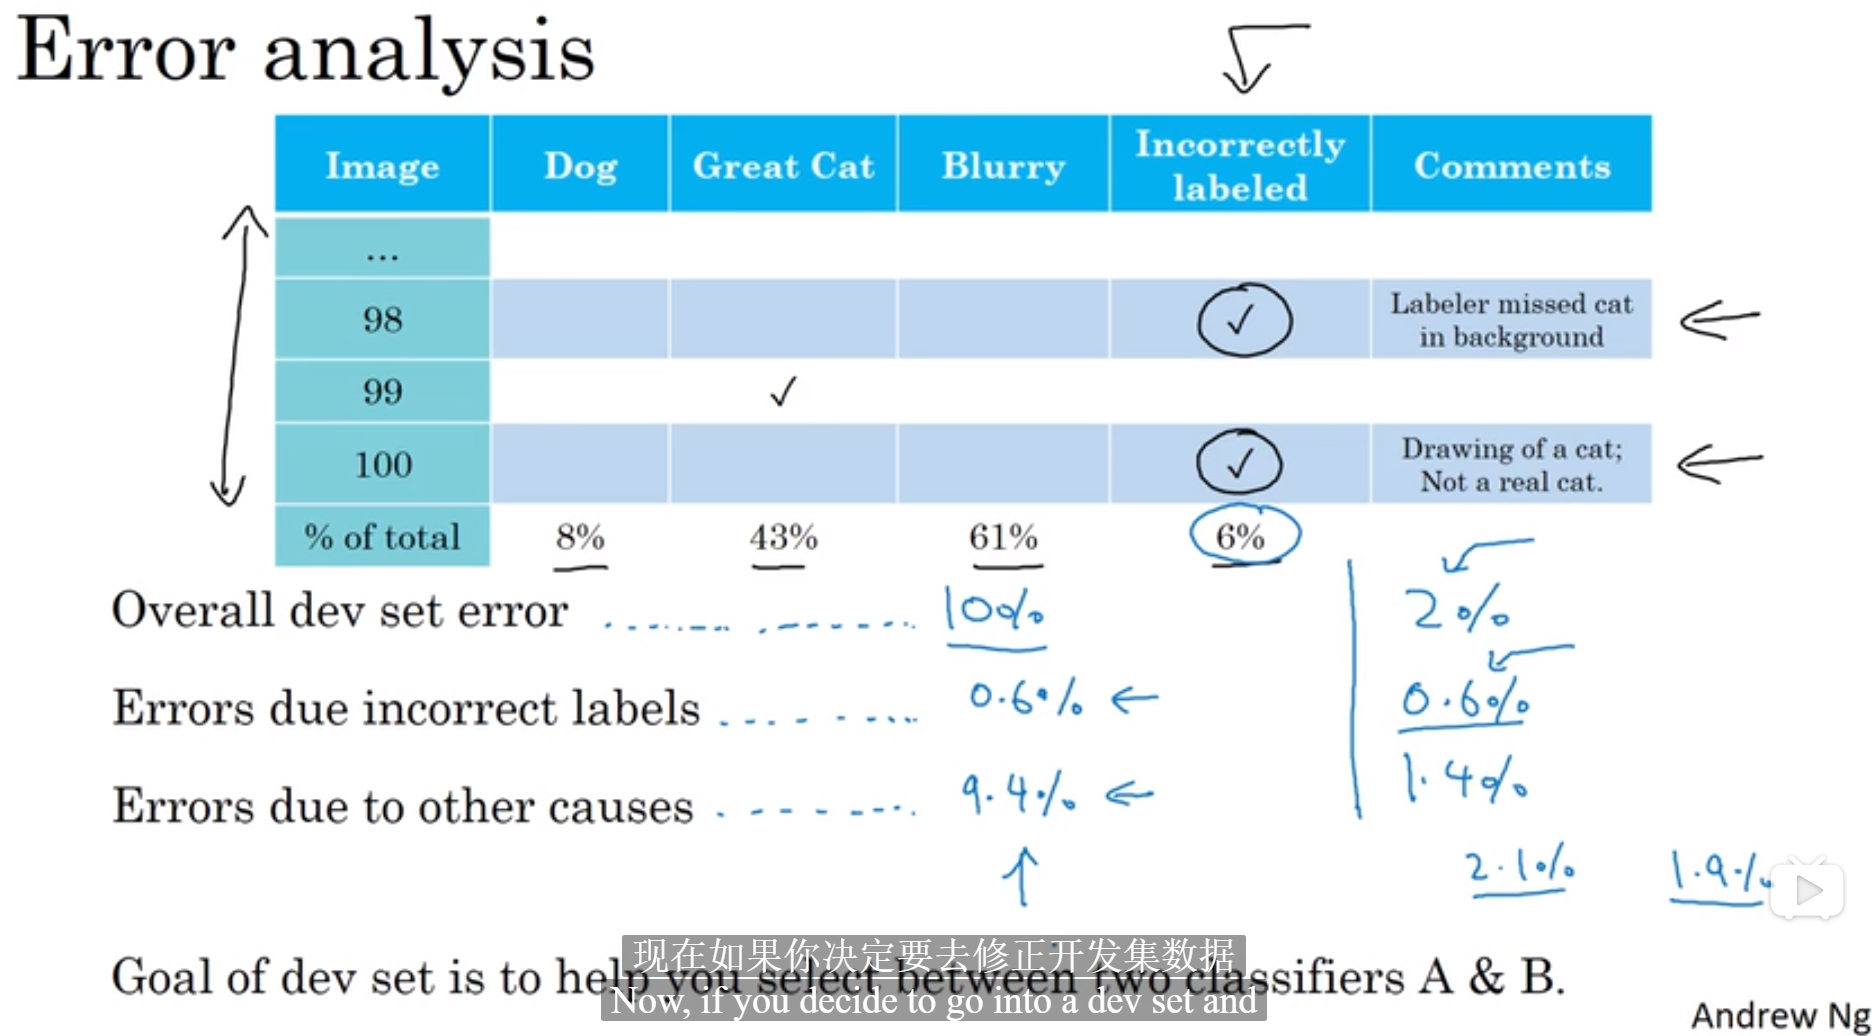 Error analysis
Image Dog Great Cat Blurry Incorrectly labeled Comments
...
98 ✓ Labeler missed cat in background
99 ✓
100 ✓ Drawing of a cat; Not a real cat.
% of total 8% 43% 61% 6%
Overall dev set error 10% 2%
Errors due incorrect labels 0.6% 0.6%
Errors due to other causes 9.4% 1.4%
2.1% 1.9%
现在如果你决定要去修正开发集数据
Goal of dev set is to help you select between two classifiers A & B.
Now, if you decide to go into a dev set and
Andrew Ng